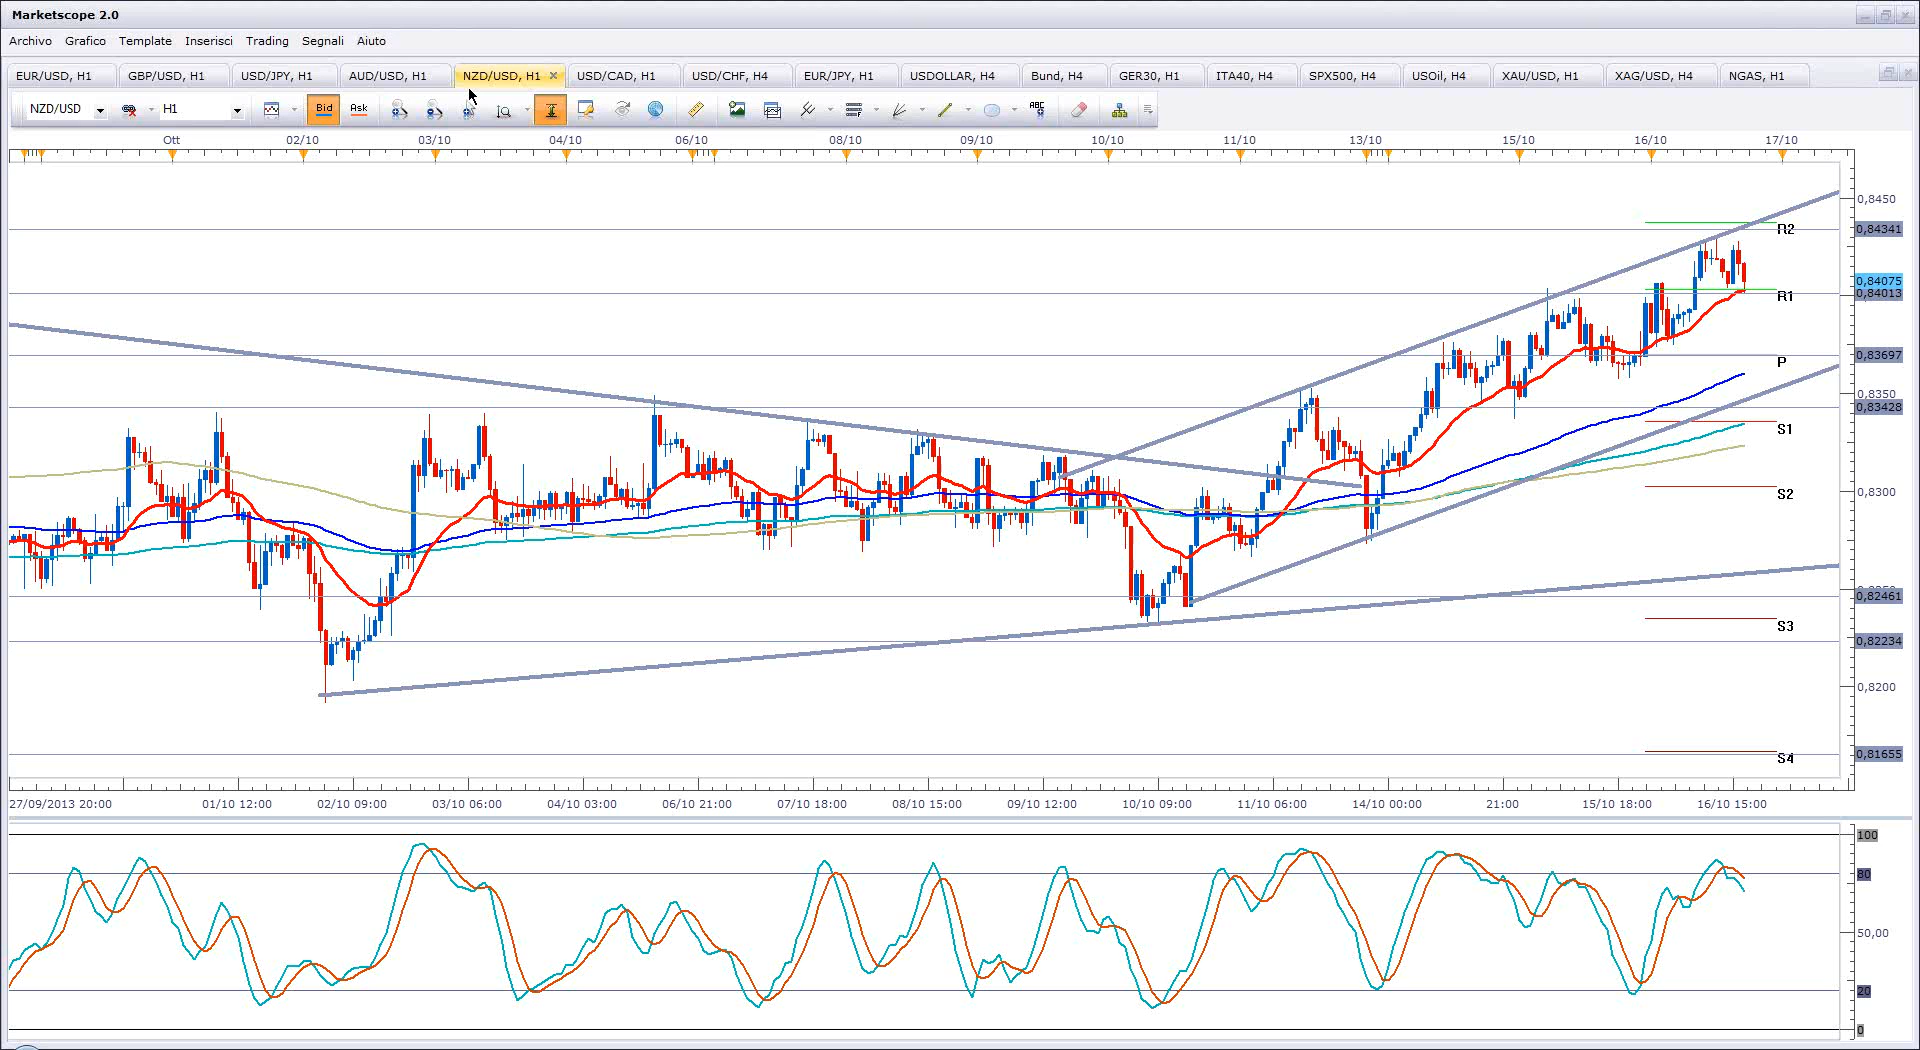 Marketscope 2.0
Archivo Grafico Template Inserisci Trading Segnali Aiuto
EUR/USD, H1 GBP/USD, H1 USD/JPY, H1 AUD/USD, H1 NZD/USD, H1 USD/CAD, H1 USD/CHF, H4 EUR/JPY, H1 USDOLLAR, H4 Bund, H4 GER30, H1 ITA40, H4 SPX500, H4 USOil, H4 XAU/USD, H1 XAG/USD, H4 NGAS, H1
NZD/USD H1 Bid Ask ABC
Ott 02/10 03/10 04/10 06/10 08/10 09/10 10/10 11/10 13/10 15/10 16/10 17/10
0,8450
R2 0,84341
0,84075
R1 0,84013
P 0,83697
0,8350
0,83428
S1
S2 0,8300
0,82461
S3
0,82234
0,8200
S4 0,81655
27/09/2013 20:00 01/10 12:00 02/10 09:00 03/10 06:00 04/10 03:00 06/10 21:00 07/10 18:00 08/10 15:00 09/10 12:00 10/10 09:00 11/10 06:00 14/10 00:00 21:00 15/10 18:00 16/10 15:00
100
80
50,00
20
0